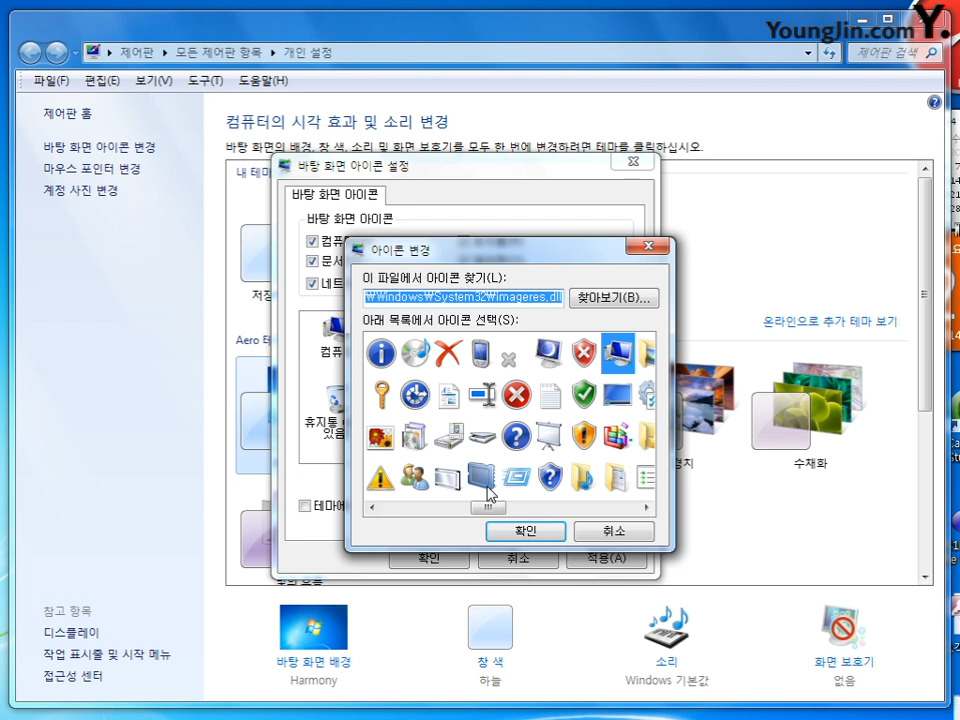 YoungJin.com Y.
제어판 ▸ 모든 제어판 항목 ▸ 개인 설정
제어판 검색
파일(F) 편집(E) 보기(V) 도구(T) 도움말(H)
제어판 홈
바탕 화면 아이콘 변경
마우스 포인터 변경
계정 사진 변경
컴퓨터의 시각 효과 및 소리 변경
바탕 화면의 배경, 창 색, 소리 및 화면 보호기를 모두 한 번에 변경하려면 테마를 클릭하십시오.
내 테마
바탕 화면 아이콘 설정
바탕 화면 아이콘
바탕 화면 아이콘
아이콘 변경
이 파일에서 아이콘 찾기(L):
₩Windows₩System32₩imageres.dll
찾아보기(B)...
아래 목록에서 아이콘 선택(S):
온라인으로 추가 테마 보기
Aero
휴지통
수채화
확인 취소
확인 취소 적용(A)
참고 항목
디스플레이
작업 표시줄 및 시작 메뉴
접근성 센터
바탕 화면 배경
Harmony
창 색
하늘
소리
Windows 기본값
화면 보호기
없음